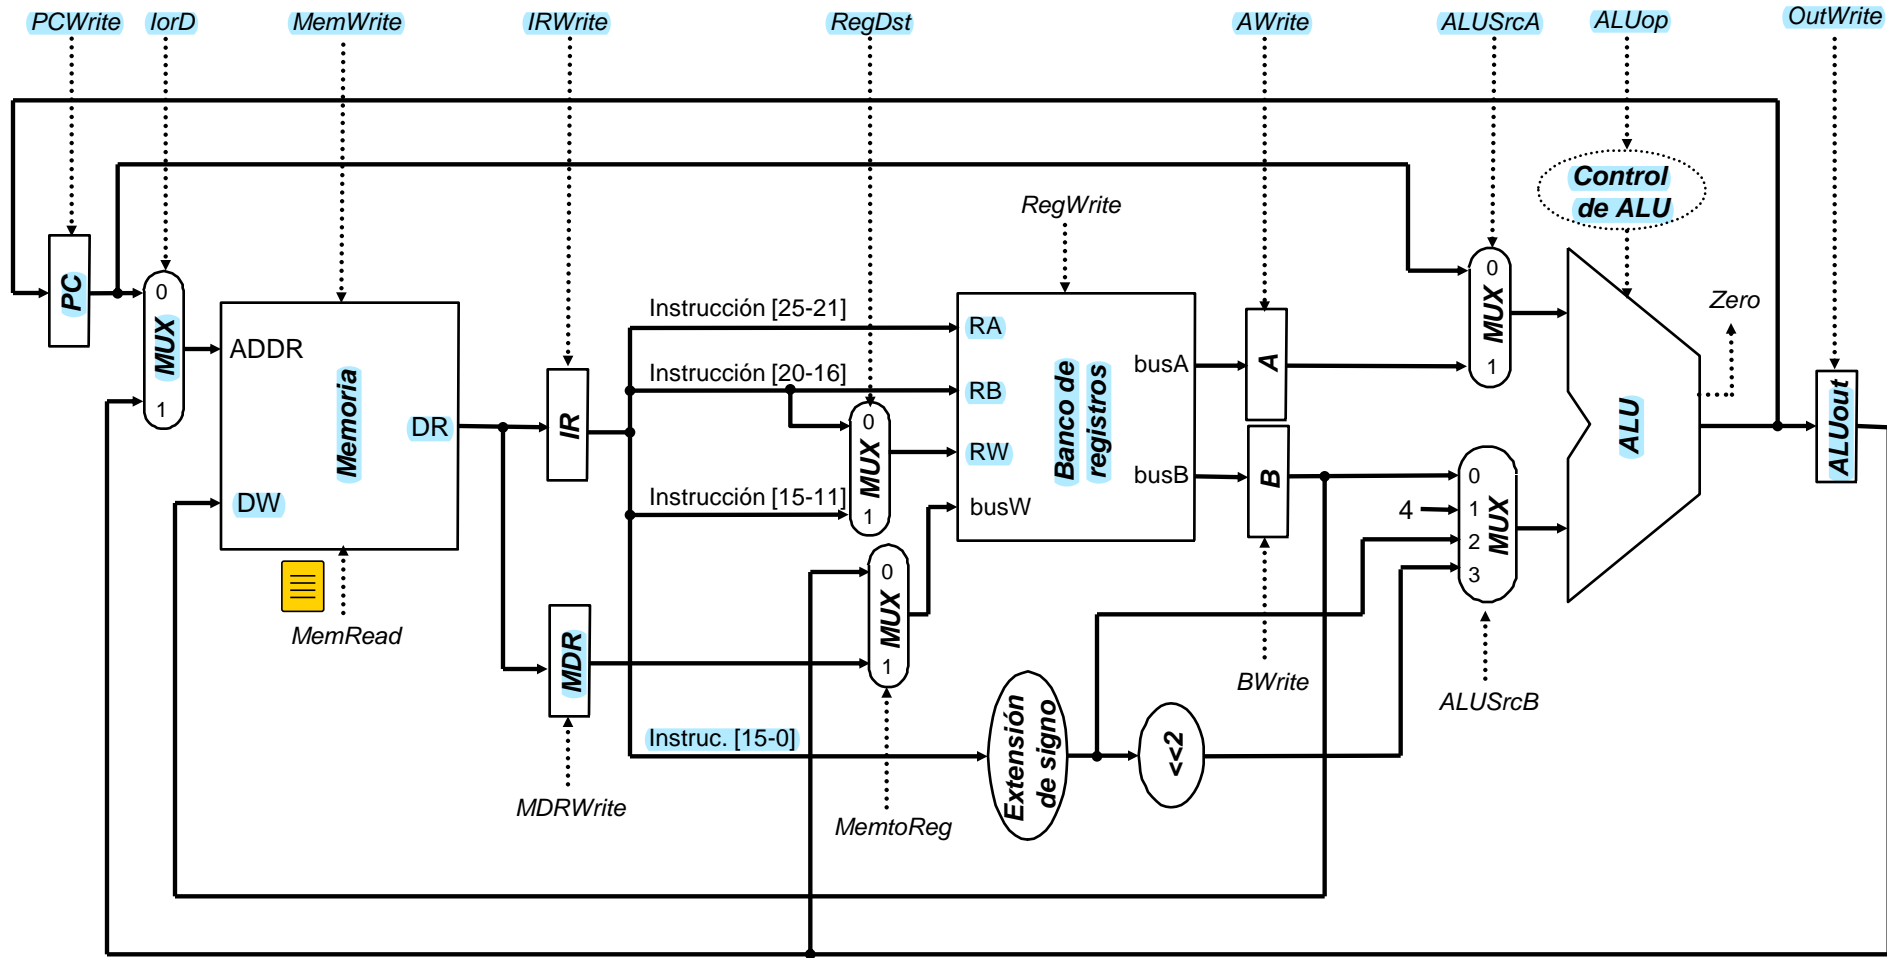 PCWrite IorD MemWrite IRWrite RegDst AWrite ALUSrcA ALUop OutWrite
Control
de ALU
RegWrite
PC
0
MUX
1
ADDR
Memoria
DR
DW
MemRead
IR
MDR
MDRWrite
Instrucción [25-21]
Instrucción [20-16]
Instrucción [15-11]
Instruc. [15-0]
0
MUX
1
0
MUX
1
MemtoReg
RA
RB
RW
busW
Banco de
registros
busA
busB
A
B
BWrite
Extensión
de signo
<<2
0
MUX
1
4
0
1
2
3
MUX
ALUSrcB
ALU
Zero
ALUout